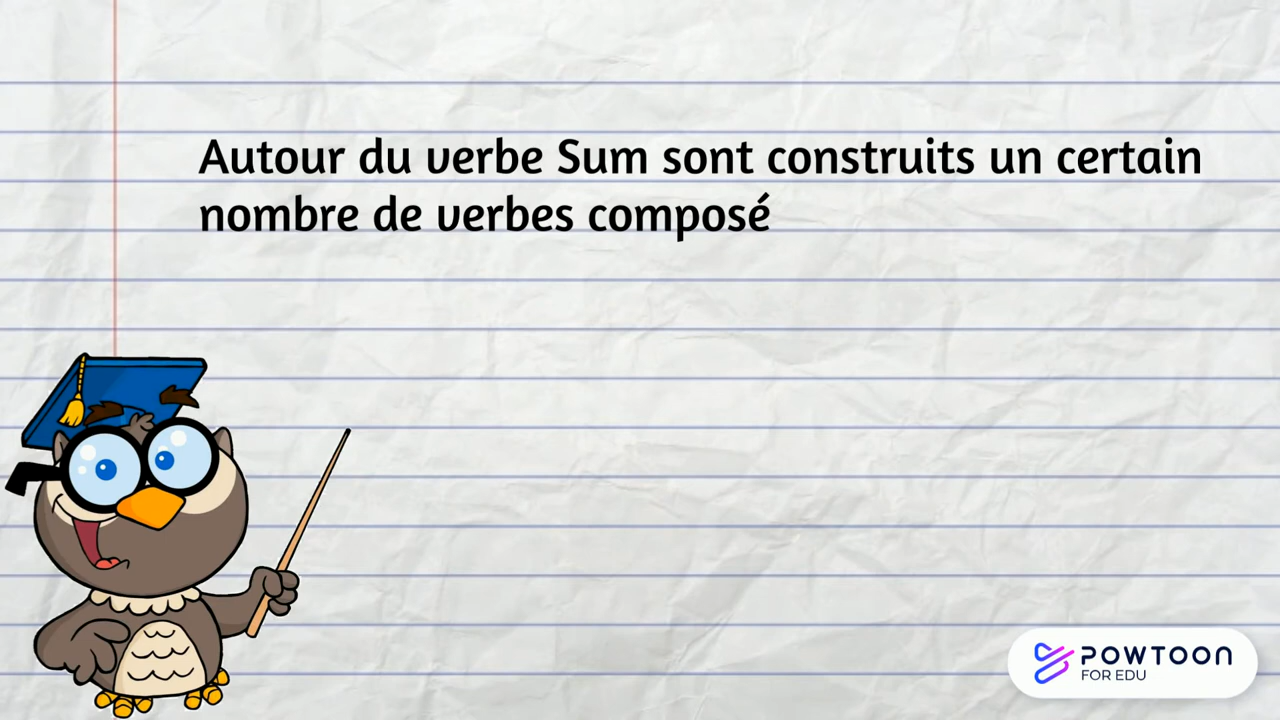 Autour du verbe Sum sont construits un certain
nombre de verbes composé
POWTOON
FOR EDU